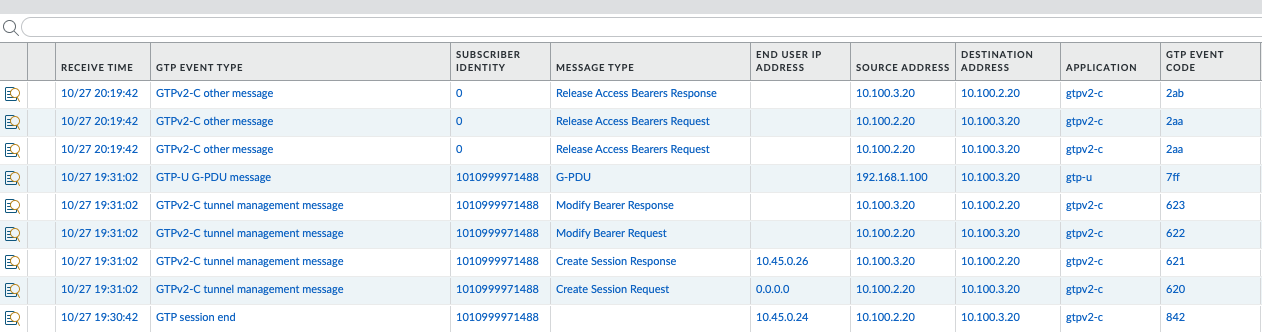 RECEIVE TIME GTP EVENT TYPE SUBSCRIBER IDENTITY MESSAGE TYPE END USER IP ADDRESS SOURCE ADDRESS DESTINATION ADDRESS APPLICATION GTP EVENT CODE
10/27 20:19:42 GTPv2-C other message 0 Release Access Bearers Response 10.100.3.20 10.100.2.20 gtpv2-c 2ab
10/27 20:19:42 GTPv2-C other message 0 Release Access Bearers Request 10.100.2.20 10.100.3.20 gtpv2-c 2aa
10/27 20:19:42 GTPv2-C other message 0 Release Access Bearers Request 10.100.2.20 10.100.3.20 gtpv2-c 2aa
10/27 19:31:02 GTP-U G-PDU message 1010999971488 G-PDU 192.168.1.100 10.100.3.20 gtp-u 7ff
10/27 19:31:02 GTPv2-C tunnel management message 1010999971488 Modify Bearer Response 10.100.3.20 10.100.2.20 gtpv2-c 623
10/27 19:31:02 GTPv2-C tunnel management message 1010999971488 Modify Bearer Request 10.100.2.20 10.100.3.20 gtpv2-c 622
10/27 19:31:02 GTPv2-C tunnel management message 1010999971488 Create Session Response 10.45.0.26 10.100.3.20 10.100.2.20 gtpv2-c 621
10/27 19:31:02 GTPv2-C tunnel management message 1010999971488 Create Session Request 0.0.0.0 10.100.2.20 10.100.3.20 gtpv2-c 620
10/27 19:30:42 GTP session end 1010999971488 10.45.0.24 10.100.2.20 10.100.3.20 gtpv2-c 842